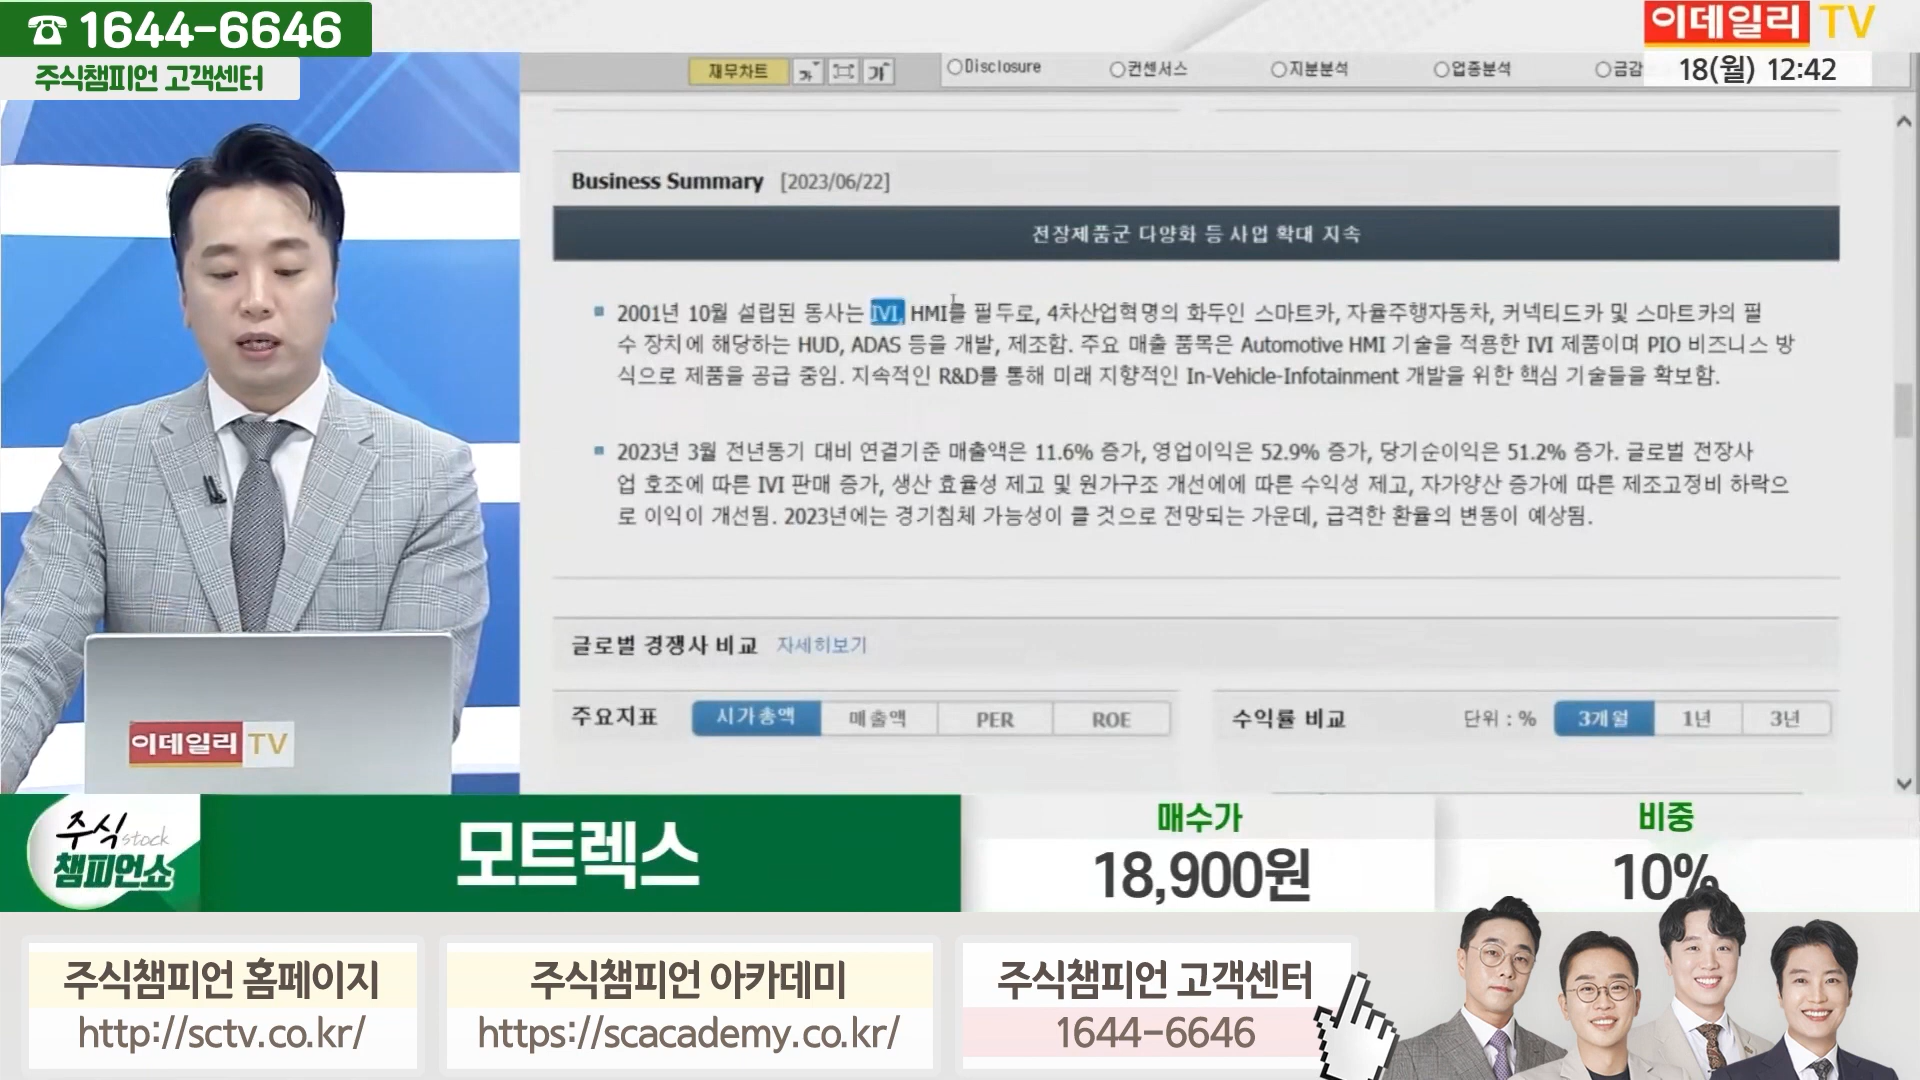 ☎ 1644-6646
주식챔피언 고객센터
이데일리 TV
18(월) 12:42
재무차트
Disclosure
컨센서스
지분분석
업종분석
금감
Business Summary [2023/06/22]
전장제품군 다양화 등 사업 확대 지속
2001년 10월 설립된 동사는 IVI, HMI를 필두로, 4차산업혁명의 화두인 스마트카, 자율주행자동차, 커넥티드카 및 스마트카의 필
수 장치에 해당하는 HUD, ADAS 등을 개발, 제조함. 주요 매출 품목은 Automotive HMI 기술을 적용한 IVI 제품이며 PIO 비즈니스 방
식으로 제품을 공급 중임. 지속적인 R&D를 통해 미래 지향적인 In-Vehicle-Infotainment 개발을 위한 핵심 기술들을 확보함.
2023년 3월 전년동기 대비 연결기준 매출액은 11.6% 증가, 영업이익은 52.9% 증가, 당기순이익은 51.2% 증가. 글로벌 전장사
업 호조에 따른 IVI 판매 증가, 생산 효율성 제고 및 원가구조 개선에에 따른 수익성 제고, 자가양산 증가에 따른 제조고정비 하락으
로 이익이 개선됨. 2023년에는 경기침체 가능성이 클 것으로 전망되는 가운데, 급격한 환율의 변동이 예상됨.
글로벌 경쟁사 비교 자세히보기
주요지표 시가총액 매출액 PER ROE
수익률 비교 단위 : % 3개월 1년 3년
이데일리 TV
주식 stock
챔피언쇼
모트렉스
매수가
18,900원
비중
10%
주식챔피언 홈페이지
http://sctv.co.kr/
주식챔피언 아카데미
https://scacademy.co.kr/
주식챔피언 고객센터
1644-6646